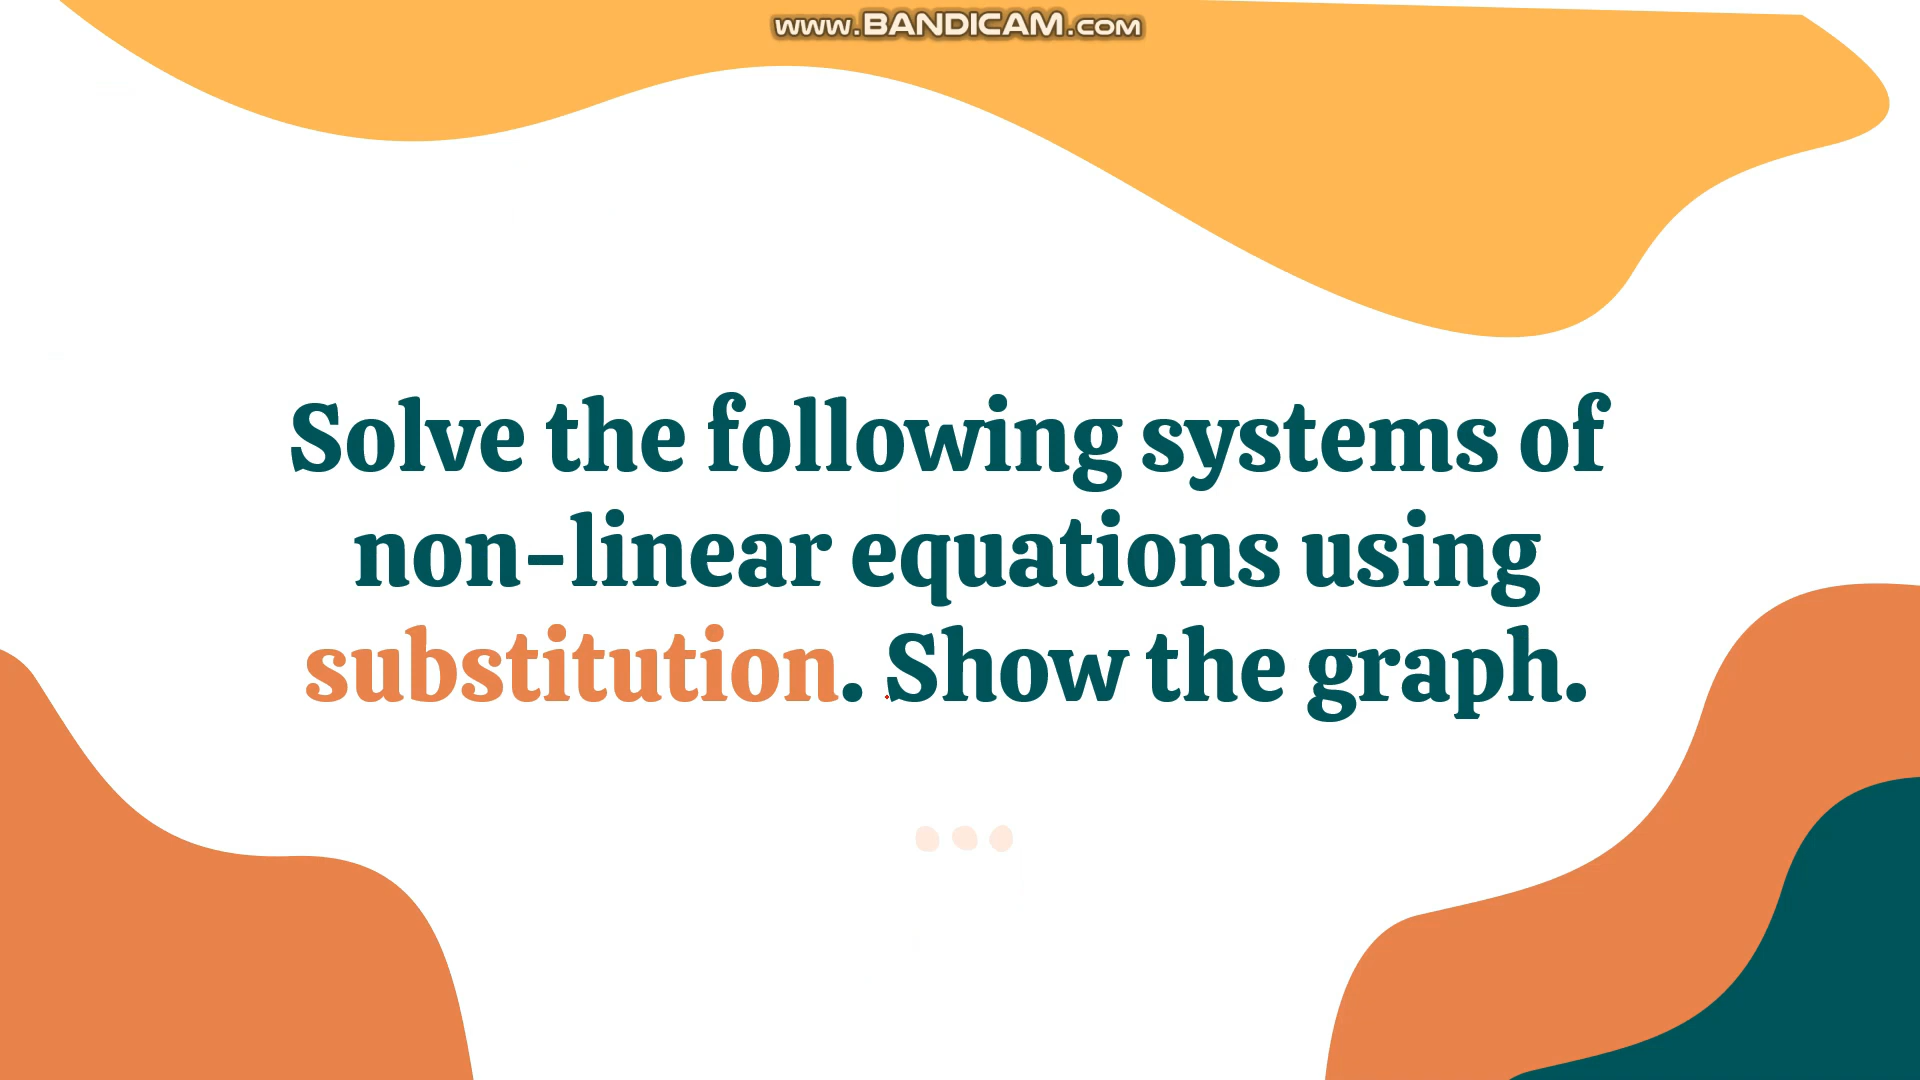 www.BANDICAM.com
Solve the following systems of
non-linear equations using
substitution. Show the graph.